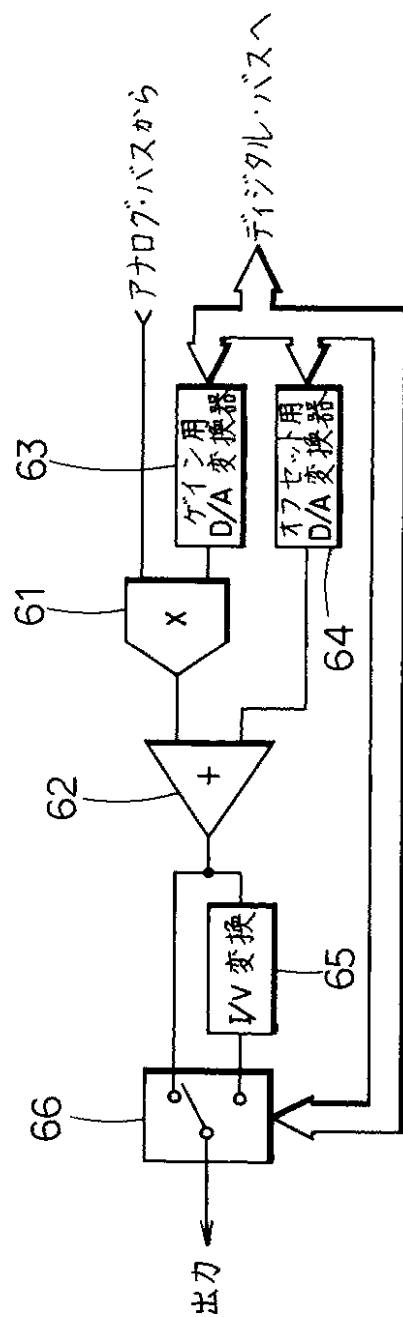 <アナログ・バスから
ディジタル・バスへ
63
ゲイン用
D/A 変換器
61
×
オフセット用
D/A 変換器
64
62
+
I/V 変換
65
66
出力